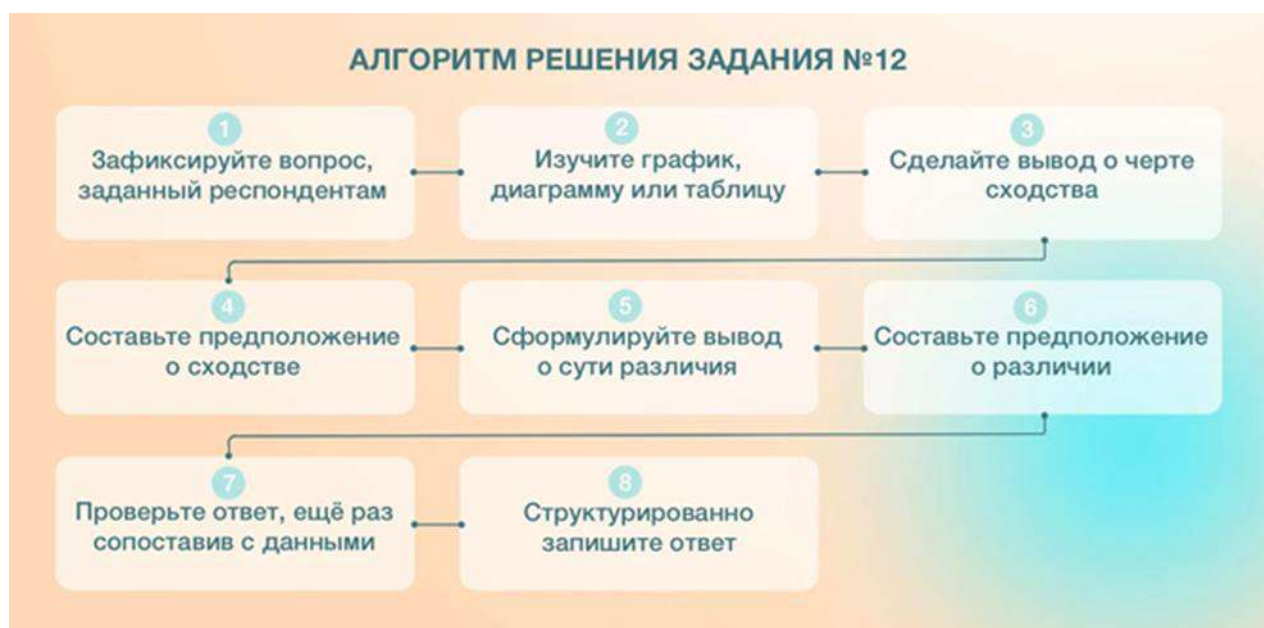 АЛГОРИТМ РЕШЕНИЯ ЗАДАНИЯ №12
1
Зафиксируйте вопрос,
заданный респондентам
2
Изучите график,
диаграмму или таблицу
3
Сделайте вывод о черте
сходства
4
Составьте предположение
о сходстве
5
Сформулируйте вывод
о сути различия
6
Составьте предположение
о различии
7
Проверьте ответ, ещё раз
сопоставив с данными
8
Структурированно
запишите ответ